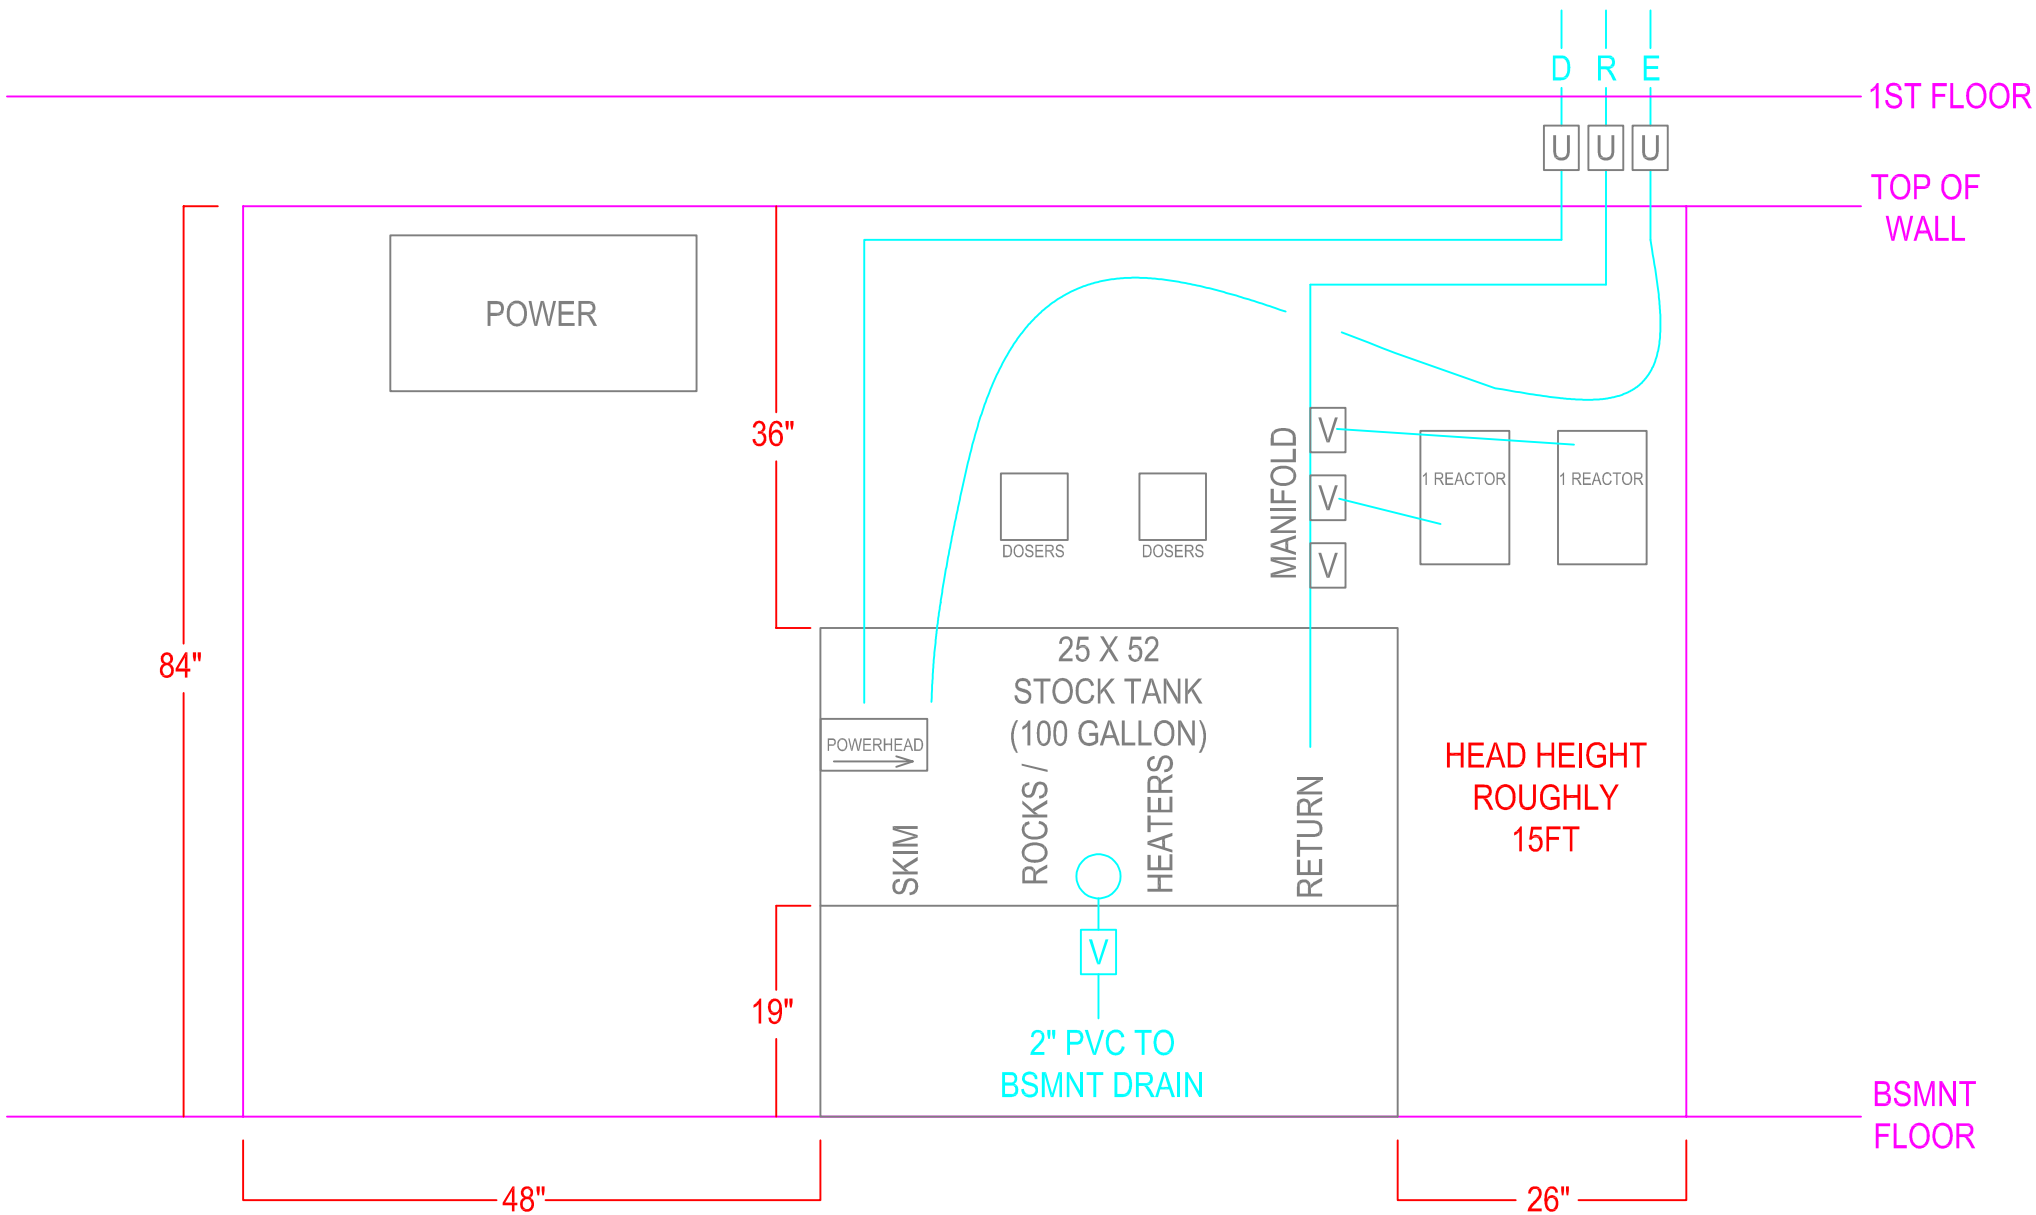 D R E
1ST FLOOR
U U U
TOP OF
WALL
POWER
36"
MANIFOLD
V
V
V
1 REACTOR
1 REACTOR
DOSERS
DOSERS
84"
25 X 52
STOCK TANK
(100 GALLON)
POWERHEAD
SKIM
ROCKS /
HEATERS
RETURN
HEAD HEIGHT
ROUGHLY
15FT
V
19"
2" PVC TO
BSMNT DRAIN
BSMNT
FLOOR
48"
26"